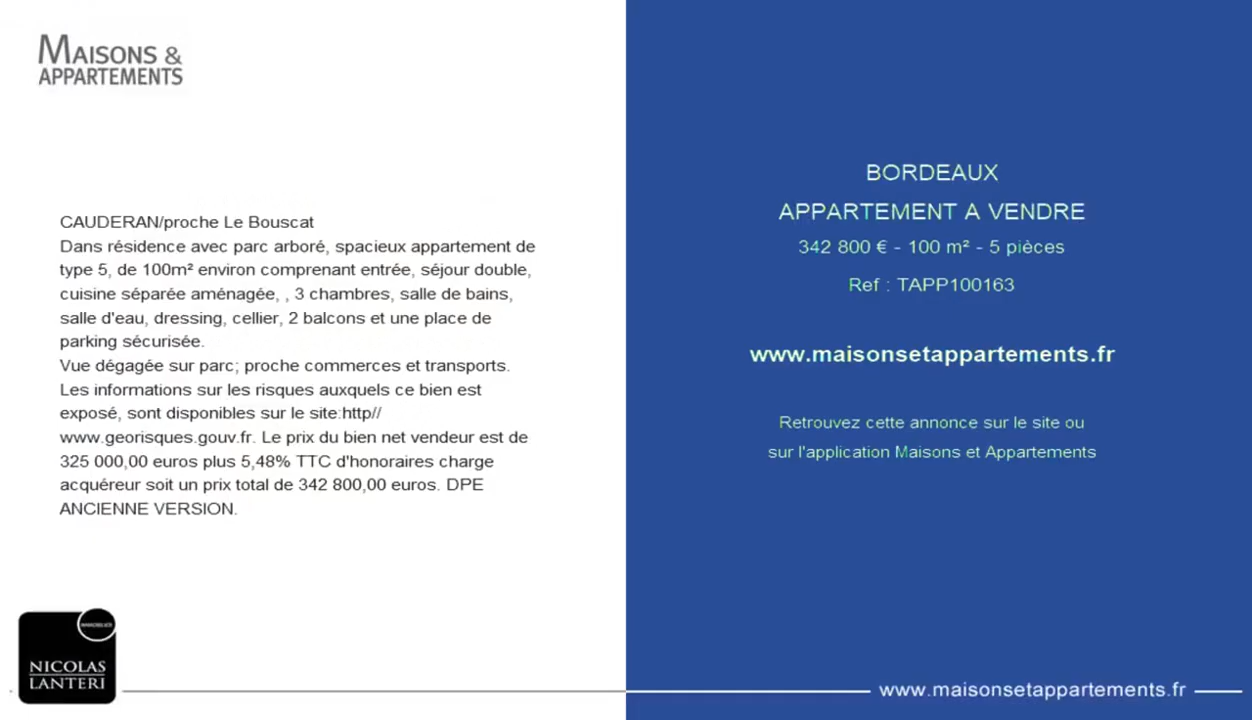 MAISONS &
APPARTEMENTS
CAUDERAN/proche Le Bouscat
Dans résidence avec parc arboré, spacieux appartement de
type 5, de 100m² environ comprenant entrée, séjour double,
cuisine séparée aménagée, , 3 chambres, salle de bains,
salle d'eau, dressing, cellier, 2 balcons et une place de
parking sécurisée.
Vue dégagée sur parc; proche commerces et transports.
Les informations sur les risques auxquels ce bien est
exposé, sont disponibles sur le site:http//
www.georisques.gouv.fr. Le prix du bien net vendeur est de
325 000,00 euros plus 5,48% TTC d'honoraires charge
acquéreur soit un prix total de 342 800,00 euros. DPE
ANCIENNE VERSION.
IMMOBILIER
NICOLAS
LANTERI
BORDEAUX
APPARTEMENT A VENDRE
342 800 € - 100 m² - 5 pièces
Ref : TAPP100163
www.maisonsetappartements.fr
Retrouvez cette annonce sur le site ou
sur l'application Maisons et Appartements
www.maisonsetappartements.fr